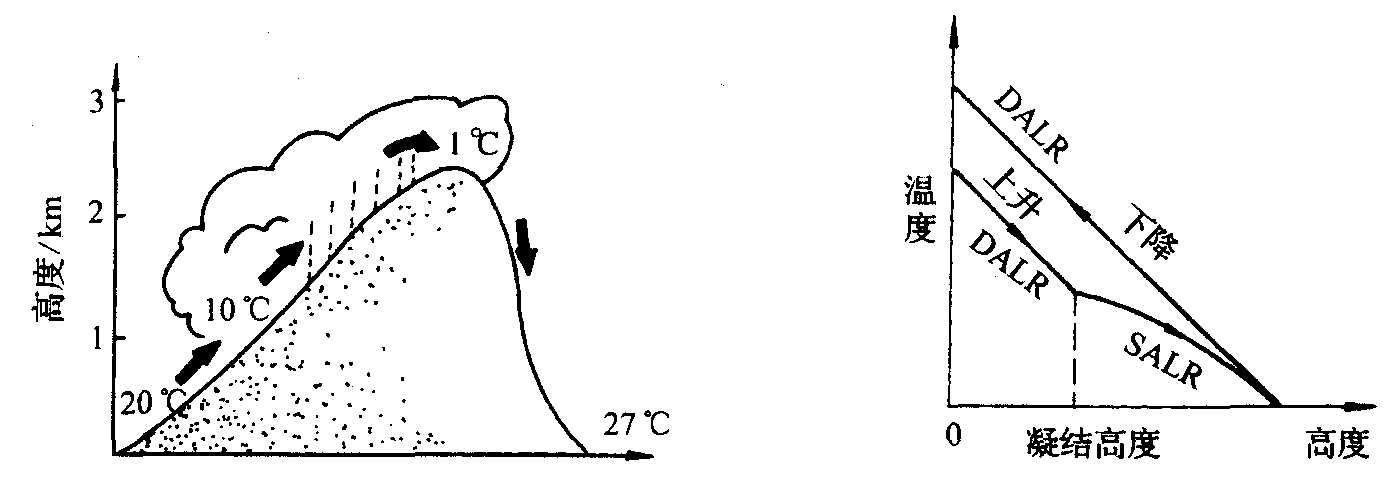 3
2
1
高度/km
1 ℃
10 ℃
20 ℃
27 ℃
温度
DALR
上升
下降
DALR
SALR
0
凝结高度
高度